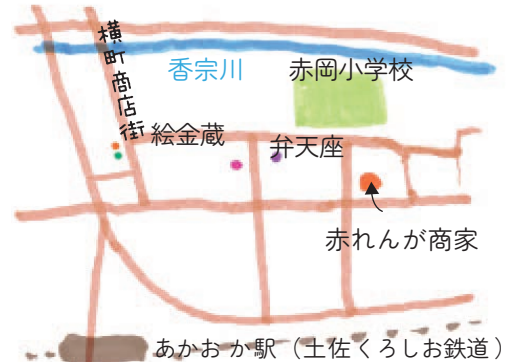 横町商店街
香宗川
赤岡小学校
絵金蔵
弁天座
赤れんが商家
あかおか駅（土佐くろしお鉄道）